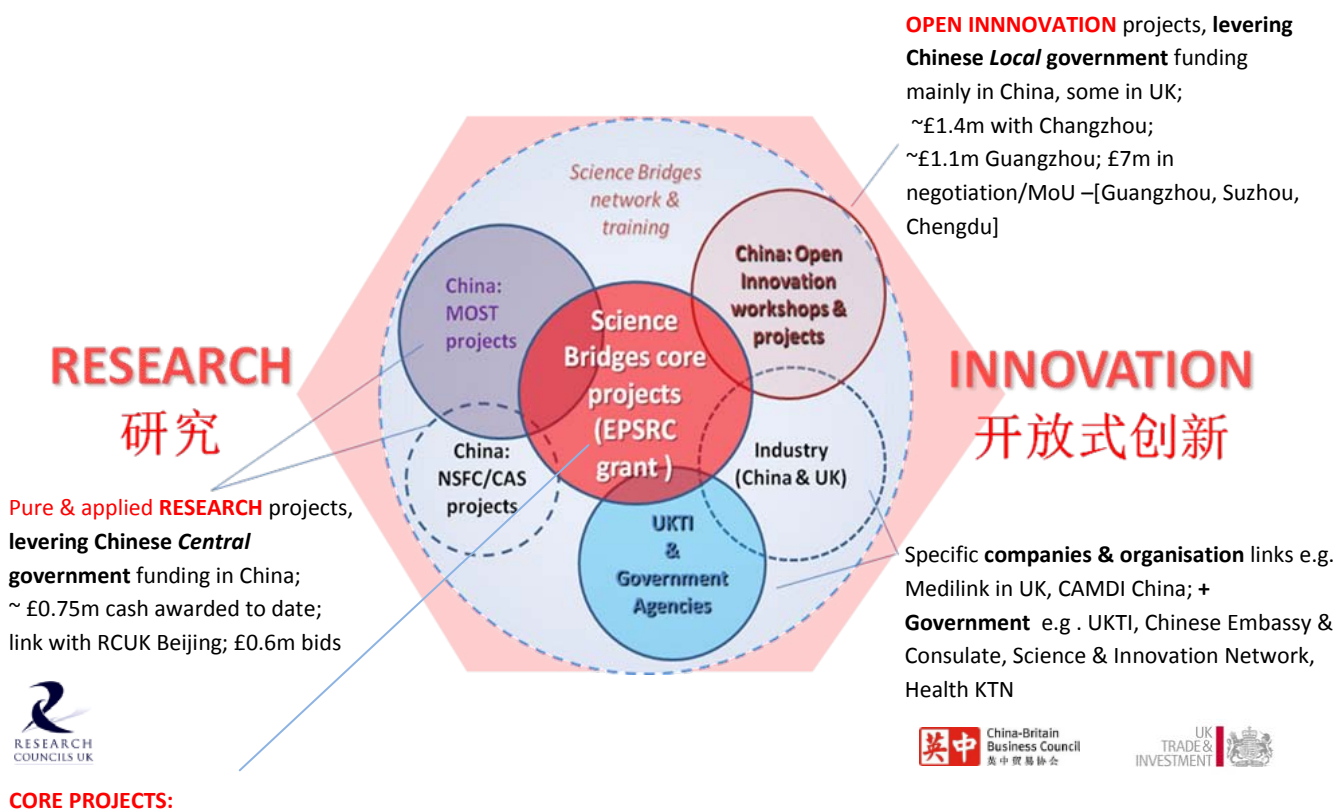 OPEN INNNOVATION projects, levering
Chinese Local government funding
mainly in China, some in UK;
~£1.4m with Changzhou;
~£1.1m Guangzhou; £7m in
negotiation/MoU –[Guangzhou, Suzhou,
Chengdu]
Science Bridges
network &
training
China:
MOST
projects
China: Open
Innovation
workshops &
projects
Science
Bridges core
projects
(EPSRC
grant )
RESEARCH
研究
INNOVATION
开放式创新
China:
NSFC/CAS
projects
Industry
(China & UK)
UKTI
&
Government
Agencies
Pure & applied RESEARCH projects,
levering Chinese Central
government funding in China;
~ £0.75m cash awarded to date;
link with RCUK Beijing; £0.6m bids
Specific companies & organisation links e.g.
Medilink in UK, CAMDI China; +
Government e.g . UKTI, Chinese Embassy &
Consulate, Science & Innovation Network,
Health KTN
RESEARCH
COUNCILS UK
英中
China-Britain
Business Council
英中贸易协会
UK
TRADE &
INVESTMENT
CORE PROJECTS: